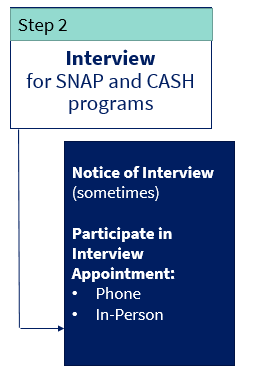 Step 2
Interview
for SNAP and CASH
programs
Notice of Interview
(sometimes)
Participate in
Interview
Appointment:
• Phone
• In-Person